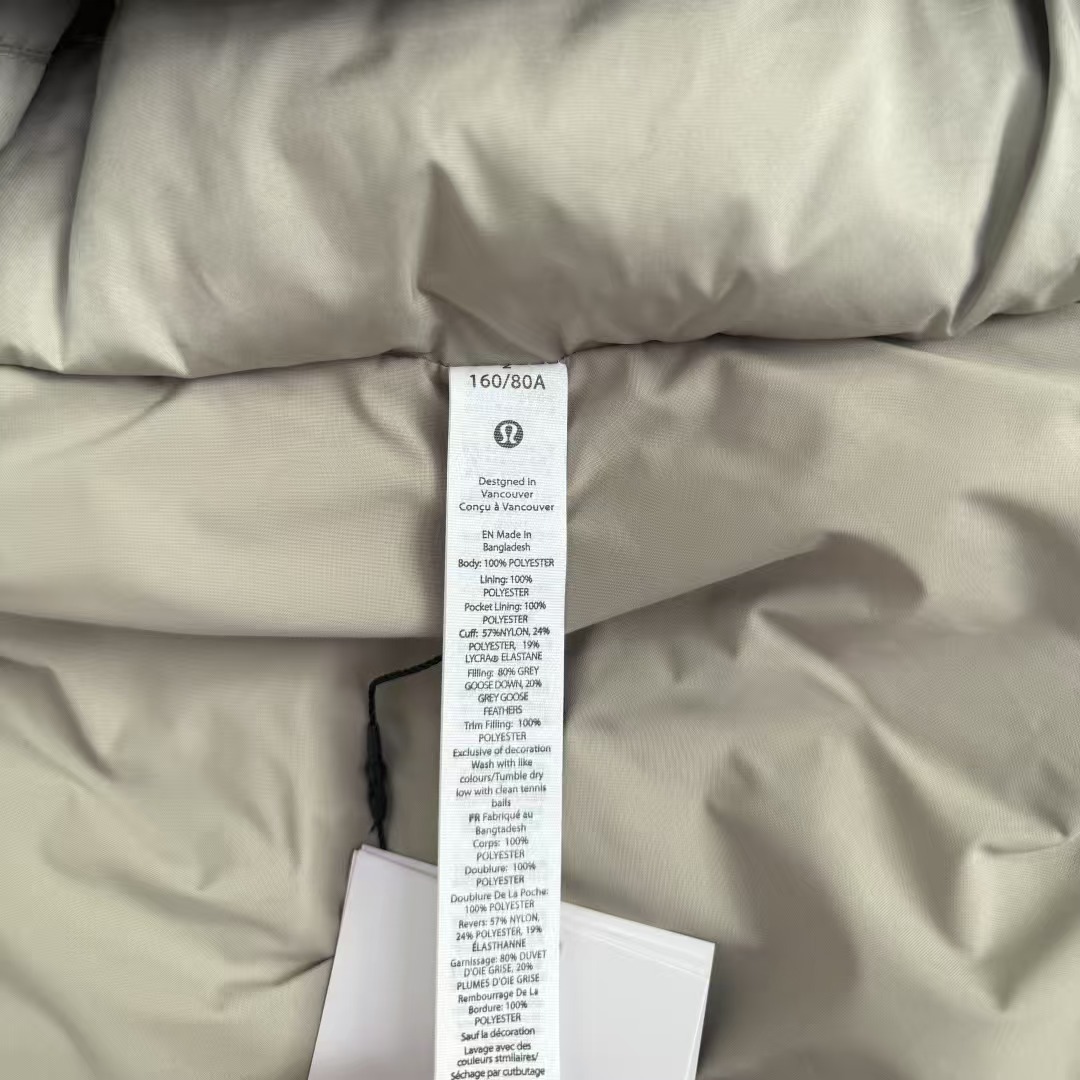 160/80A
Destgned in
Vancouver
Conçu à Vancouver
EN Made In
Bangladesh
Body: 100% POLYESTER
Lining: 100%
POLYESTER
Pocket Lining: 100%
POLYESTER
Cuff: 57%NYLON, 24%
POLYESTER, 19%
LYCRA® ELASTANE
Filling: 80% GREY
GOOSE DOWN, 20%
GREY GOOSE
FEATHERS
Trim Filling: 100%
POLYESTER
Exclusive of decoration
Wash with like
colours/Tumble dry
low with clean tennis
balls
FR Fabriqué au
Bangtadesh
Corps: 100%
POLYESTER
Doublure: 100%
POLYESTER
Doublure De La Poche:
100% POLYESTER
Revers: 57% NYLON,
24% POLYESTER, 19%
ÉLASTHANNE
Garnissage: 80% DUVET
D'OIE GRISE, 20%
PLUMES D'OIE GRISE
Rembourrage De La
Bordure: 100%
POLYESTER
Sauf la décoration
Lavage avec des
couleurs stmilaires/
Séchage par cutbutage